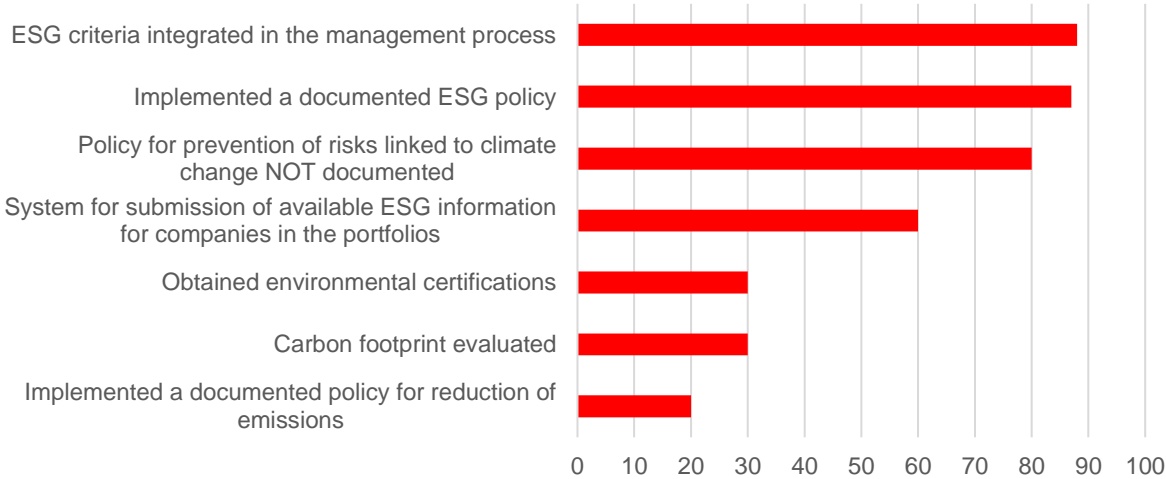 ESG criteria integrated in the management process
Implemented a documented ESG policy
Policy for prevention of risks linked to climate
change NOT documented
System for submission of available ESG information
for companies in the portfolios
Obtained environmental certifications
Carbon footprint evaluated
Implemented a documented policy for reduction of
emissions
0 10 20 30 40 50 60 70 80 90 100